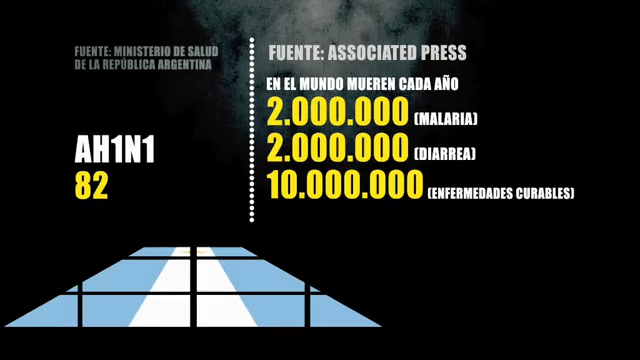 FUENTE: MINISTERIO DE SALUD
DE LA REPÚBLICA ARGENTINA
AH1N1
82
FUENTE: ASSOCIATED PRESS
EN EL MUNDO MUEREN CADA AÑO
2.000.000 (MALARIA)
2.000.000 (DIARREA)
10.000.000 (ENFERMEDADES CURABLES)